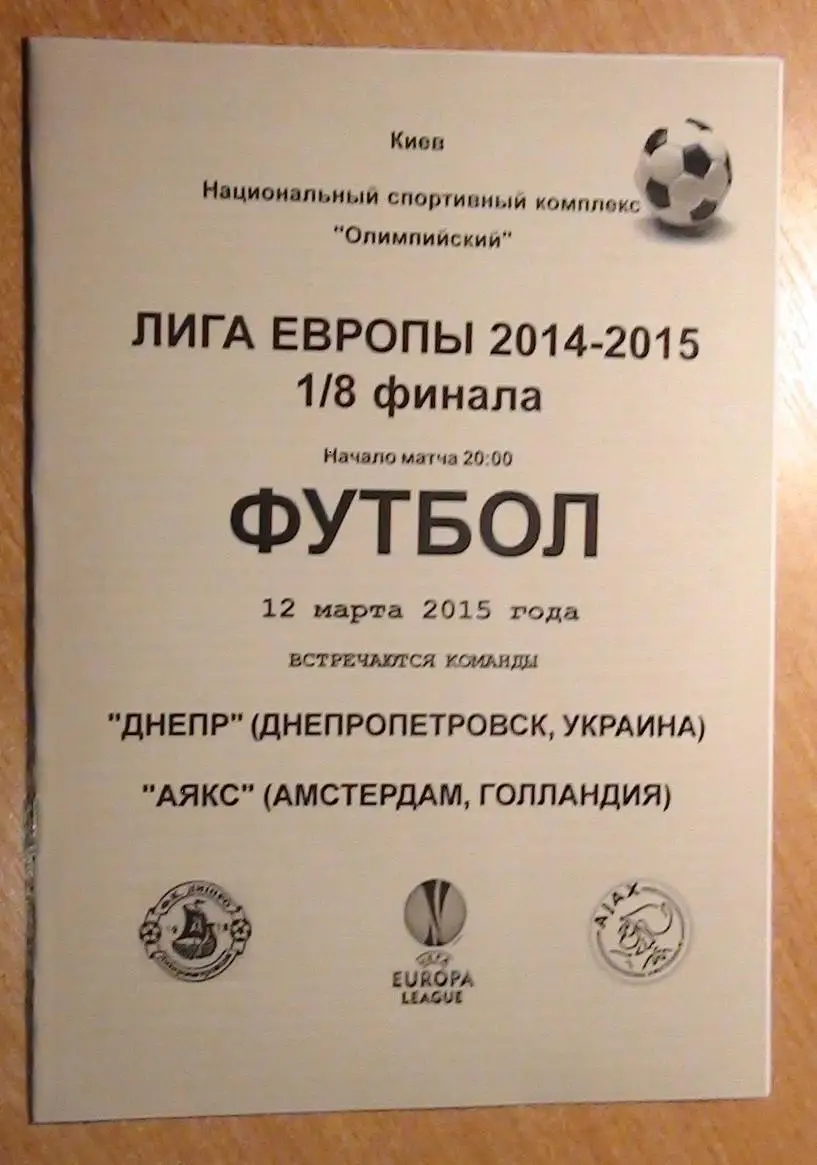 Киев
Национальный спортивный комплекс
"Олимпийский"
ЛИГА ЕВРОПЫ 2014-2015
1/8 финала
Начало матча 20:00
ФУТБОЛ
12 марта 2015 года
ВСТРЕЧАЮТСЯ КОМАНДЫ
"ДНЕПР" (ДНЕПРОПЕТРОВСК, УКРАИНА)
"АЯКС" (АМСТЕРДАМ, ГОЛЛАНДИЯ)
AJAX
UEFA
EUROPA
LEAGUE